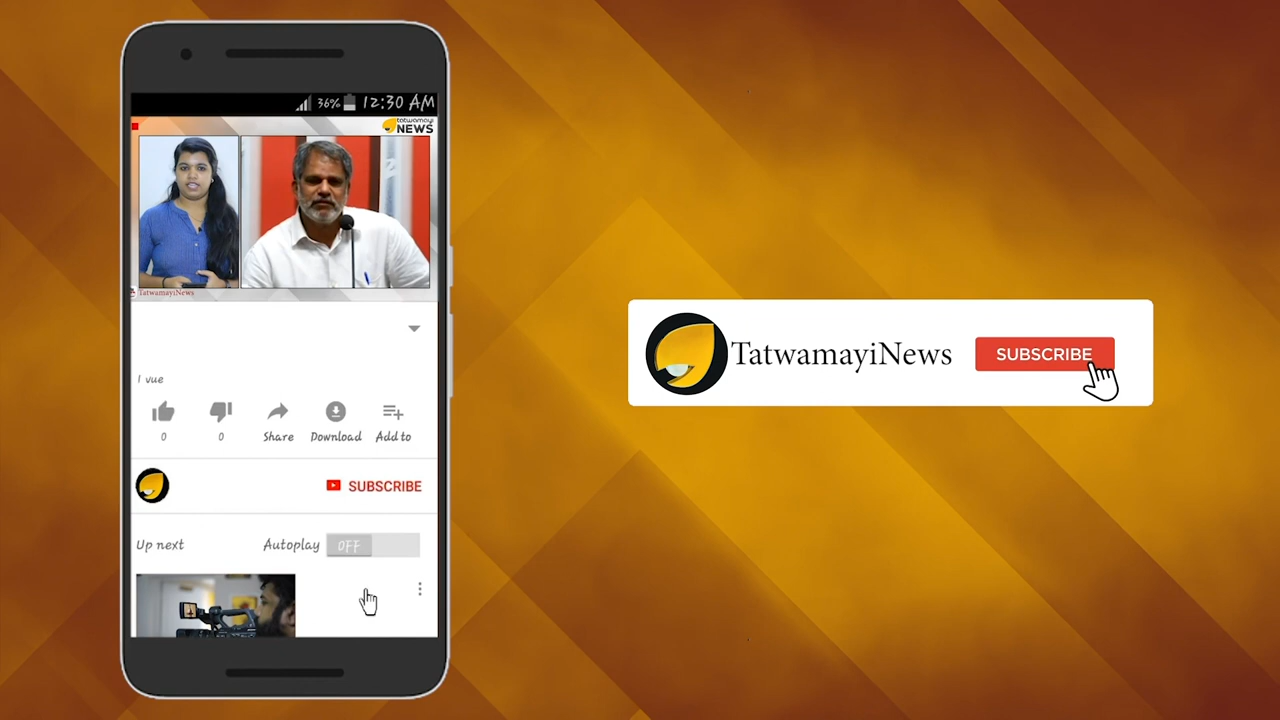 36% 12:30 AM
tatwamayi
NEWS
TatwamayiNews
1 vue
0
0
Share
Download
Add to
SUBSCRIBE
Up next
Autoplay
OFF
TatwamayiNews
SUBSCRIBE